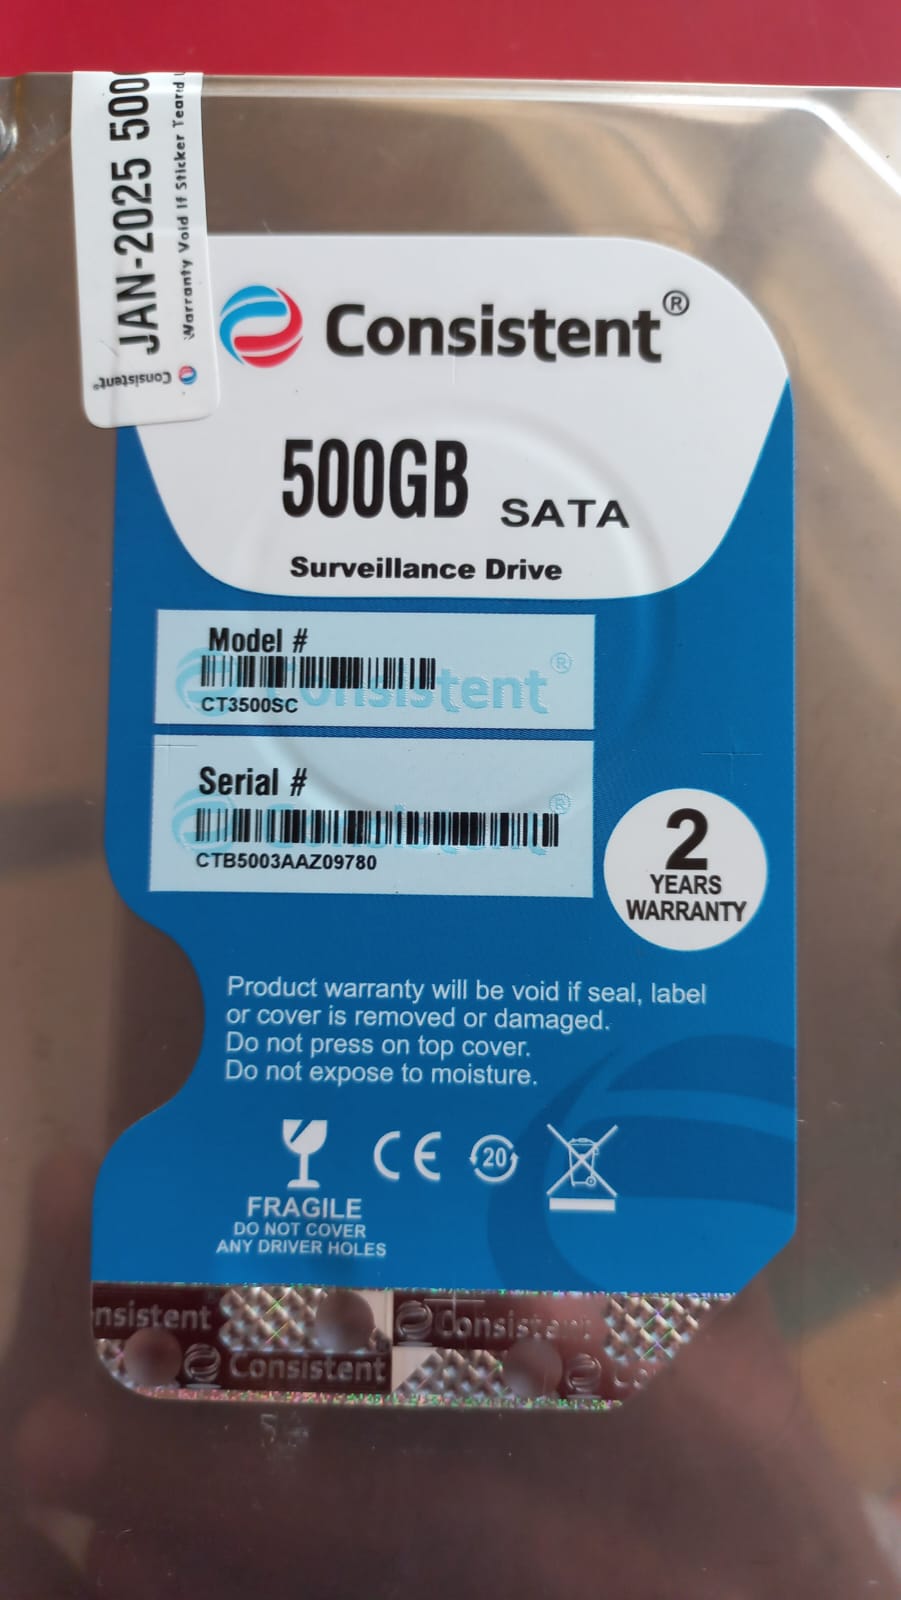 JAN-2025 500
Warranty Void If Sticker Teard
Consistent®
Consistent®
500GB SATA
Surveillance Drive
Model #
Consistent®
CT3500SC
Serial #
Consistent®
CTB5003AAZ09780
2
YEARS
WARRANTY
Product warranty will be void if seal, label
or cover is removed or damaged.
Do not press on top cover.
Do not expose to moisture.
CE
20
FRAGILE
DO NOT COVER
ANY DRIVER HOLES
nsistent
Consistent
Consistent